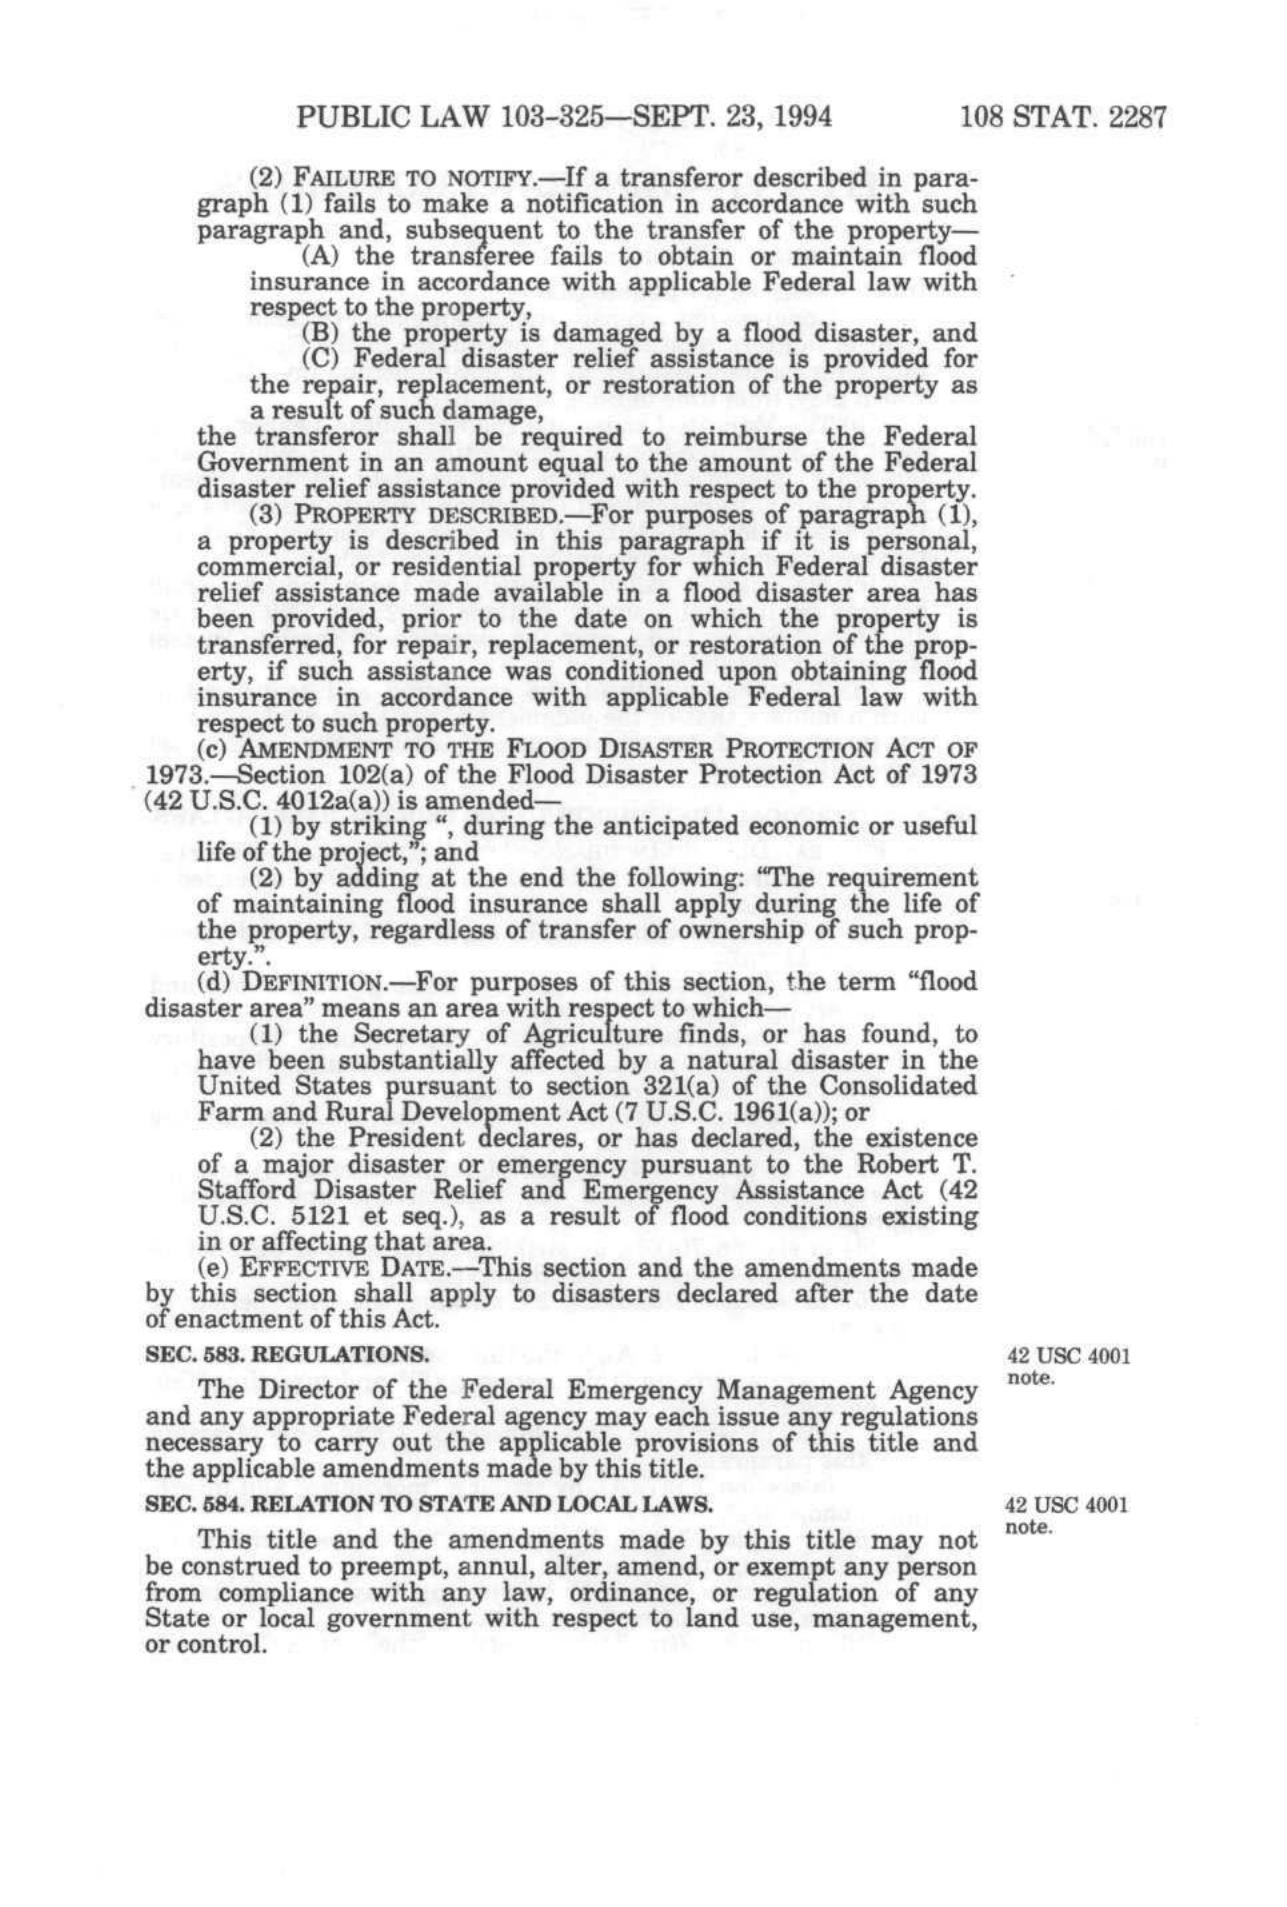 PUBLIC LAW 103–325—SEPT. 23, 1994 108 STAT. 2287
(2) FAILURE TO NOTIFY.—If a transferor described in para-
graph (1) fails to make a notification in accordance with such
paragraph and, subsequent to the transfer of the property—
(A) the transferee fails to obtain or maintain flood
insurance in accordance with applicable Federal law with
respect to the property,
(B) the property is damaged by a flood disaster, and
(C) Federal disaster relief assistance is provided for
the repair, replacement, or restoration of the property as
a result of such damage,
the transferor shall be required to reimburse the Federal
Government in an amount equal to the amount of the Federal
disaster relief assistance provided with respect to the property.
(3) PROPERTY DESCRIBED.—For purposes of paragraph (1),
a property is described in this paragraph if it is personal,
commercial, or residential property for which Federal disaster
relief assistance made available in a flood disaster area has
been provided, prior to the date on which the property is
transferred, for repair, replacement, or restoration of the prop-
erty, if such assistance was conditioned upon obtaining flood
insurance in accordance with applicable Federal law with
respect to such property.
(c) AMENDMENT TO THE FLOOD DISASTER PROTECTION ACT OF
1973.—Section 102(a) of the Flood Disaster Protection Act of 1973
(42 U.S.C. 4012a(a)) is amended—
(1) by striking “, during the anticipated economic or useful
life of the project,”; and
(2) by adding at the end the following: “The requirement
of maintaining flood insurance shall apply during the life of
the property, regardless of transfer of ownership of such prop-
erty.”.
(d) DEFINITION.—For purposes of this section, the term “flood
disaster area” means an area with respect to which—
(1) the Secretary of Agriculture finds, or has found, to
have been substantially affected by a natural disaster in the
United States pursuant to section 321(a) of the Consolidated
Farm and Rural Development Act (7 U.S.C. 1961(a)); or
(2) the President declares, or has declared, the existence
of a major disaster or emergency pursuant to the Robert T.
Stafford Disaster Relief and Emergency Assistance Act (42
U.S.C. 5121 et seq.), as a result of flood conditions existing
in or affecting that area.
(e) EFFECTIVE DATE.—This section and the amendments made
by this section shall apply to disasters declared after the date
of enactment of this Act.
SEC. 583. REGULATIONS.
42 USC 4001
note.
The Director of the Federal Emergency Management Agency
and any appropriate Federal agency may each issue any regulations
necessary to carry out the applicable provisions of this title and
the applicable amendments made by this title.
SEC. 584. RELATION TO STATE AND LOCAL LAWS.
42 USC 4001
note.
This title and the amendments made by this title may not
be construed to preempt, annul, alter, amend, or exempt any person
from compliance with any law, ordinance, or regulation of any
State or local government with respect to land use, management,
or control.